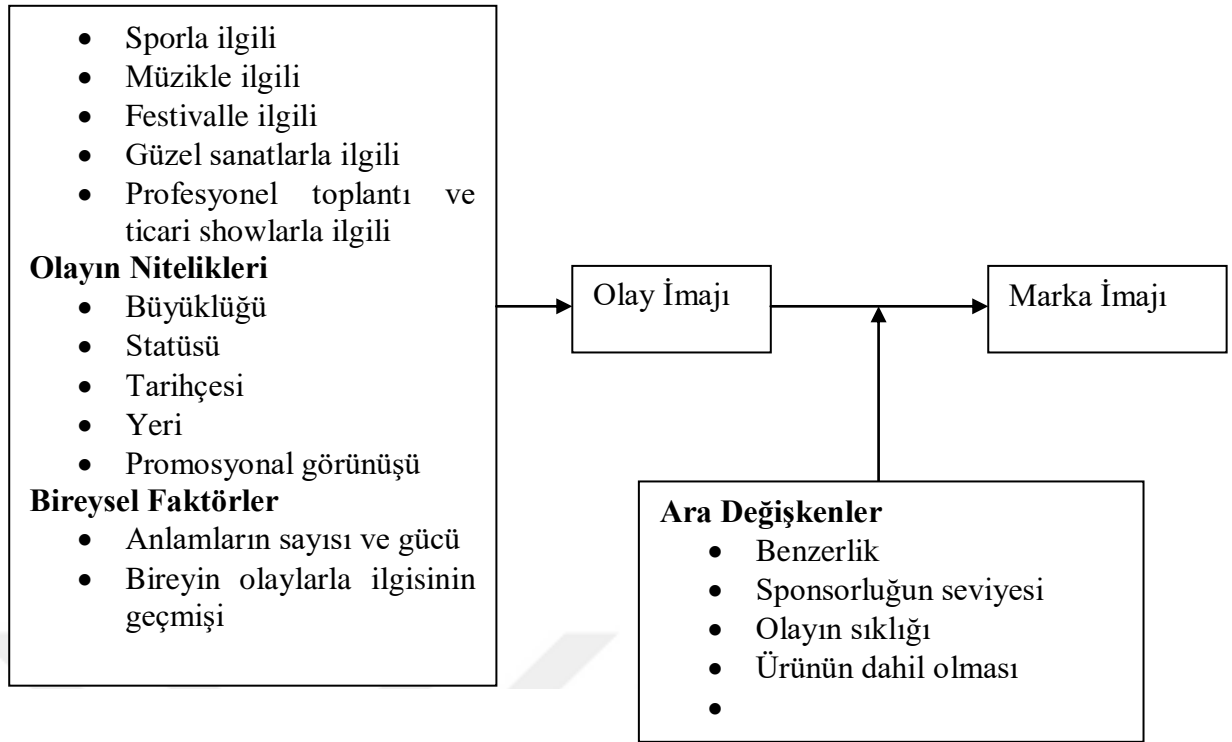 • Sporla ilgili
• Müzikle ilgili
• Festivalle ilgili
• Güzel sanatlarla ilgili
• Profesyonel toplantı ve
ticari showlarla ilgili
Olayın Nitelikleri
• Büyüklüğü
• Statüsü
• Tarihçesi
• Yeri
• Promosyonal görünüşü
Bireysel Faktörler
• Anlamların sayısı ve gücü
• Bireyin olaylarla ilgisinin
geçmişi
Olay İmajı
Marka İmajı
Ara Değişkenler
• Benzerlik
• Sponsorluğun seviyesi
• Olayın sıklığı
• Ürünün dahil olması
•